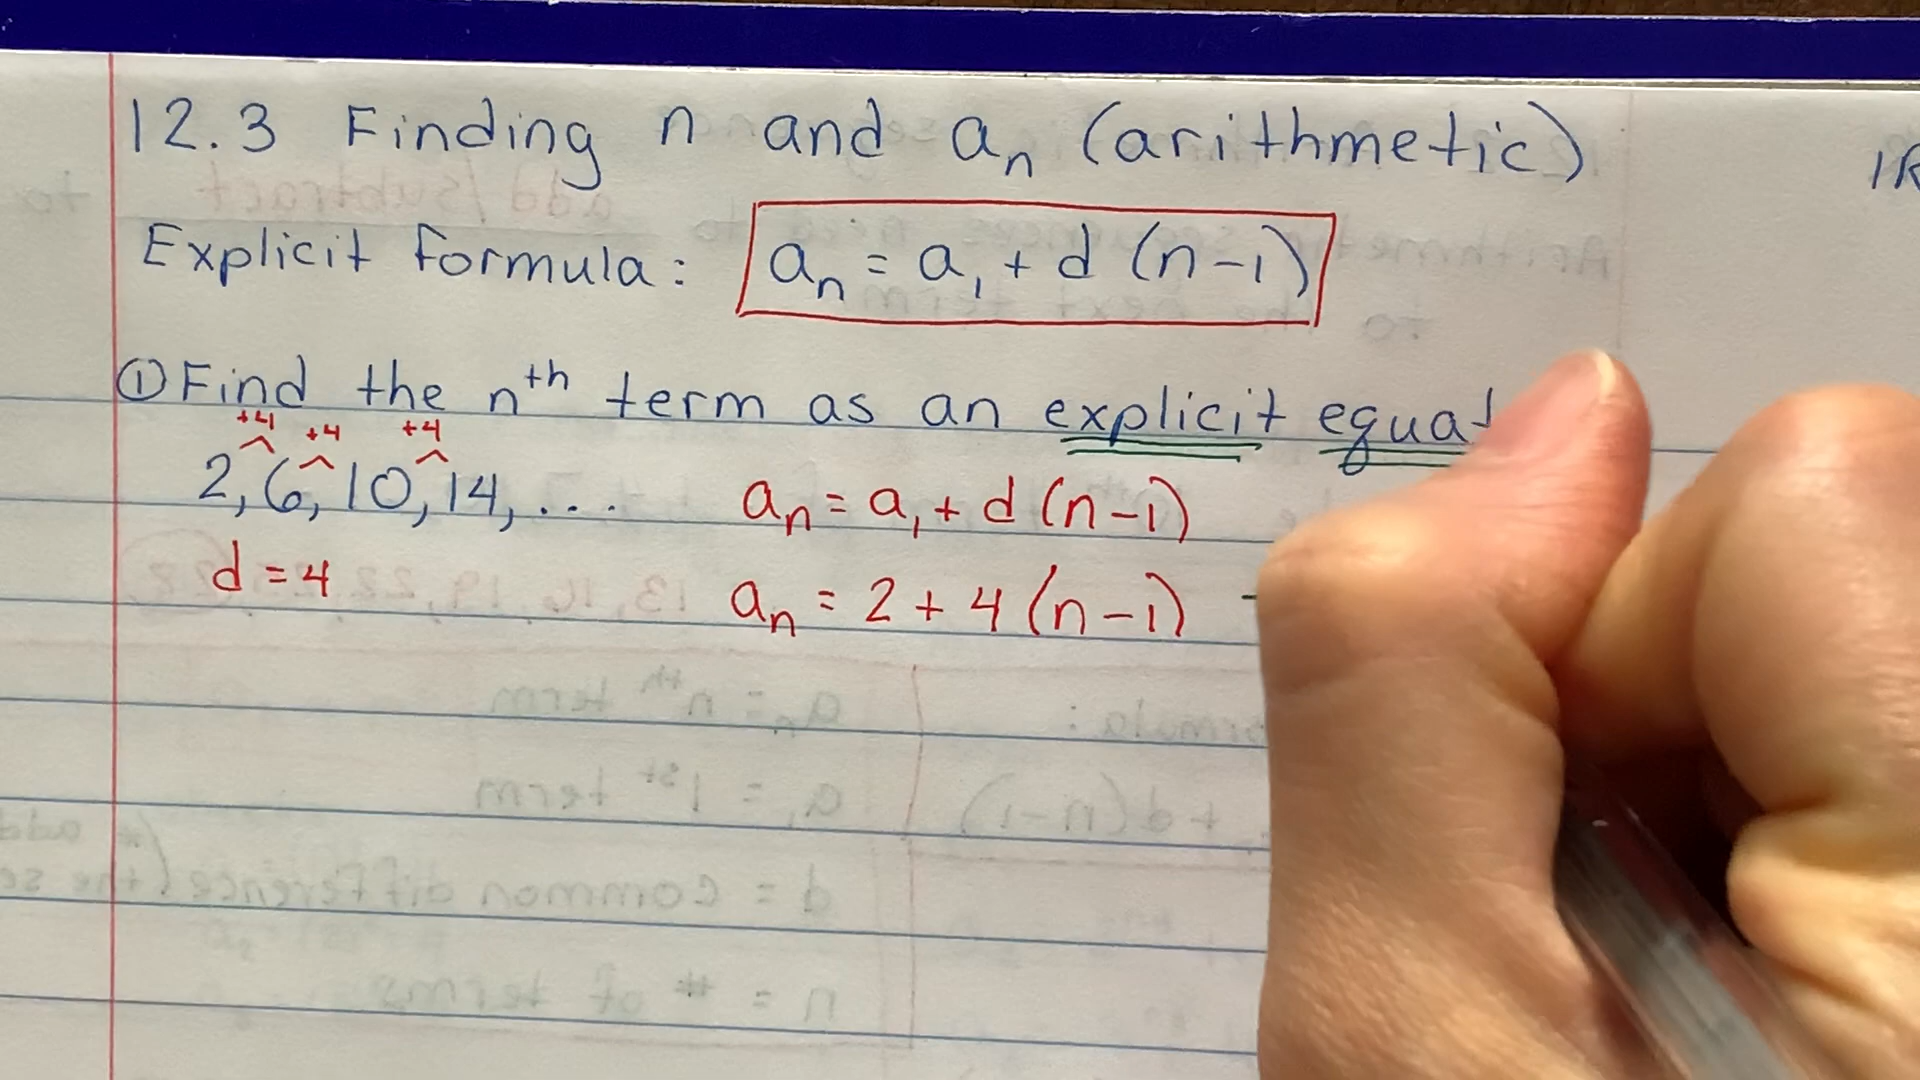 12.3 Finding n and aₙ (arithmetic)
Explicit formula: aₙ = a₁ + d (n-1)
① Find the nᵗʰ term as an explicit
+4 +4 +4
2, 6, 10, 14, ... aₙ = a₁ + d (n-1)
d = 4 aₙ = 2 + 4 (n-1)